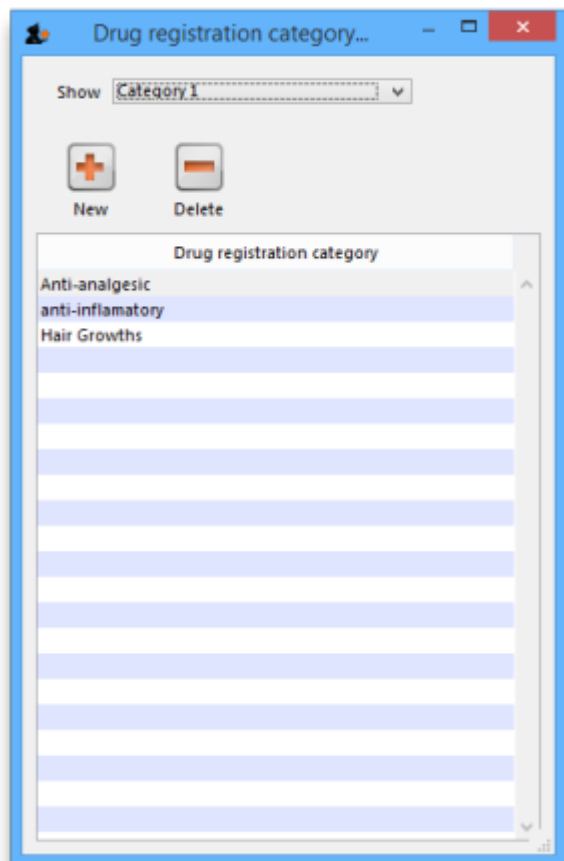 Drug registration category...
Show Category 1
New Delete
Drug registration category
Anti-analgesic
anti-inflamatory
Hair Growths